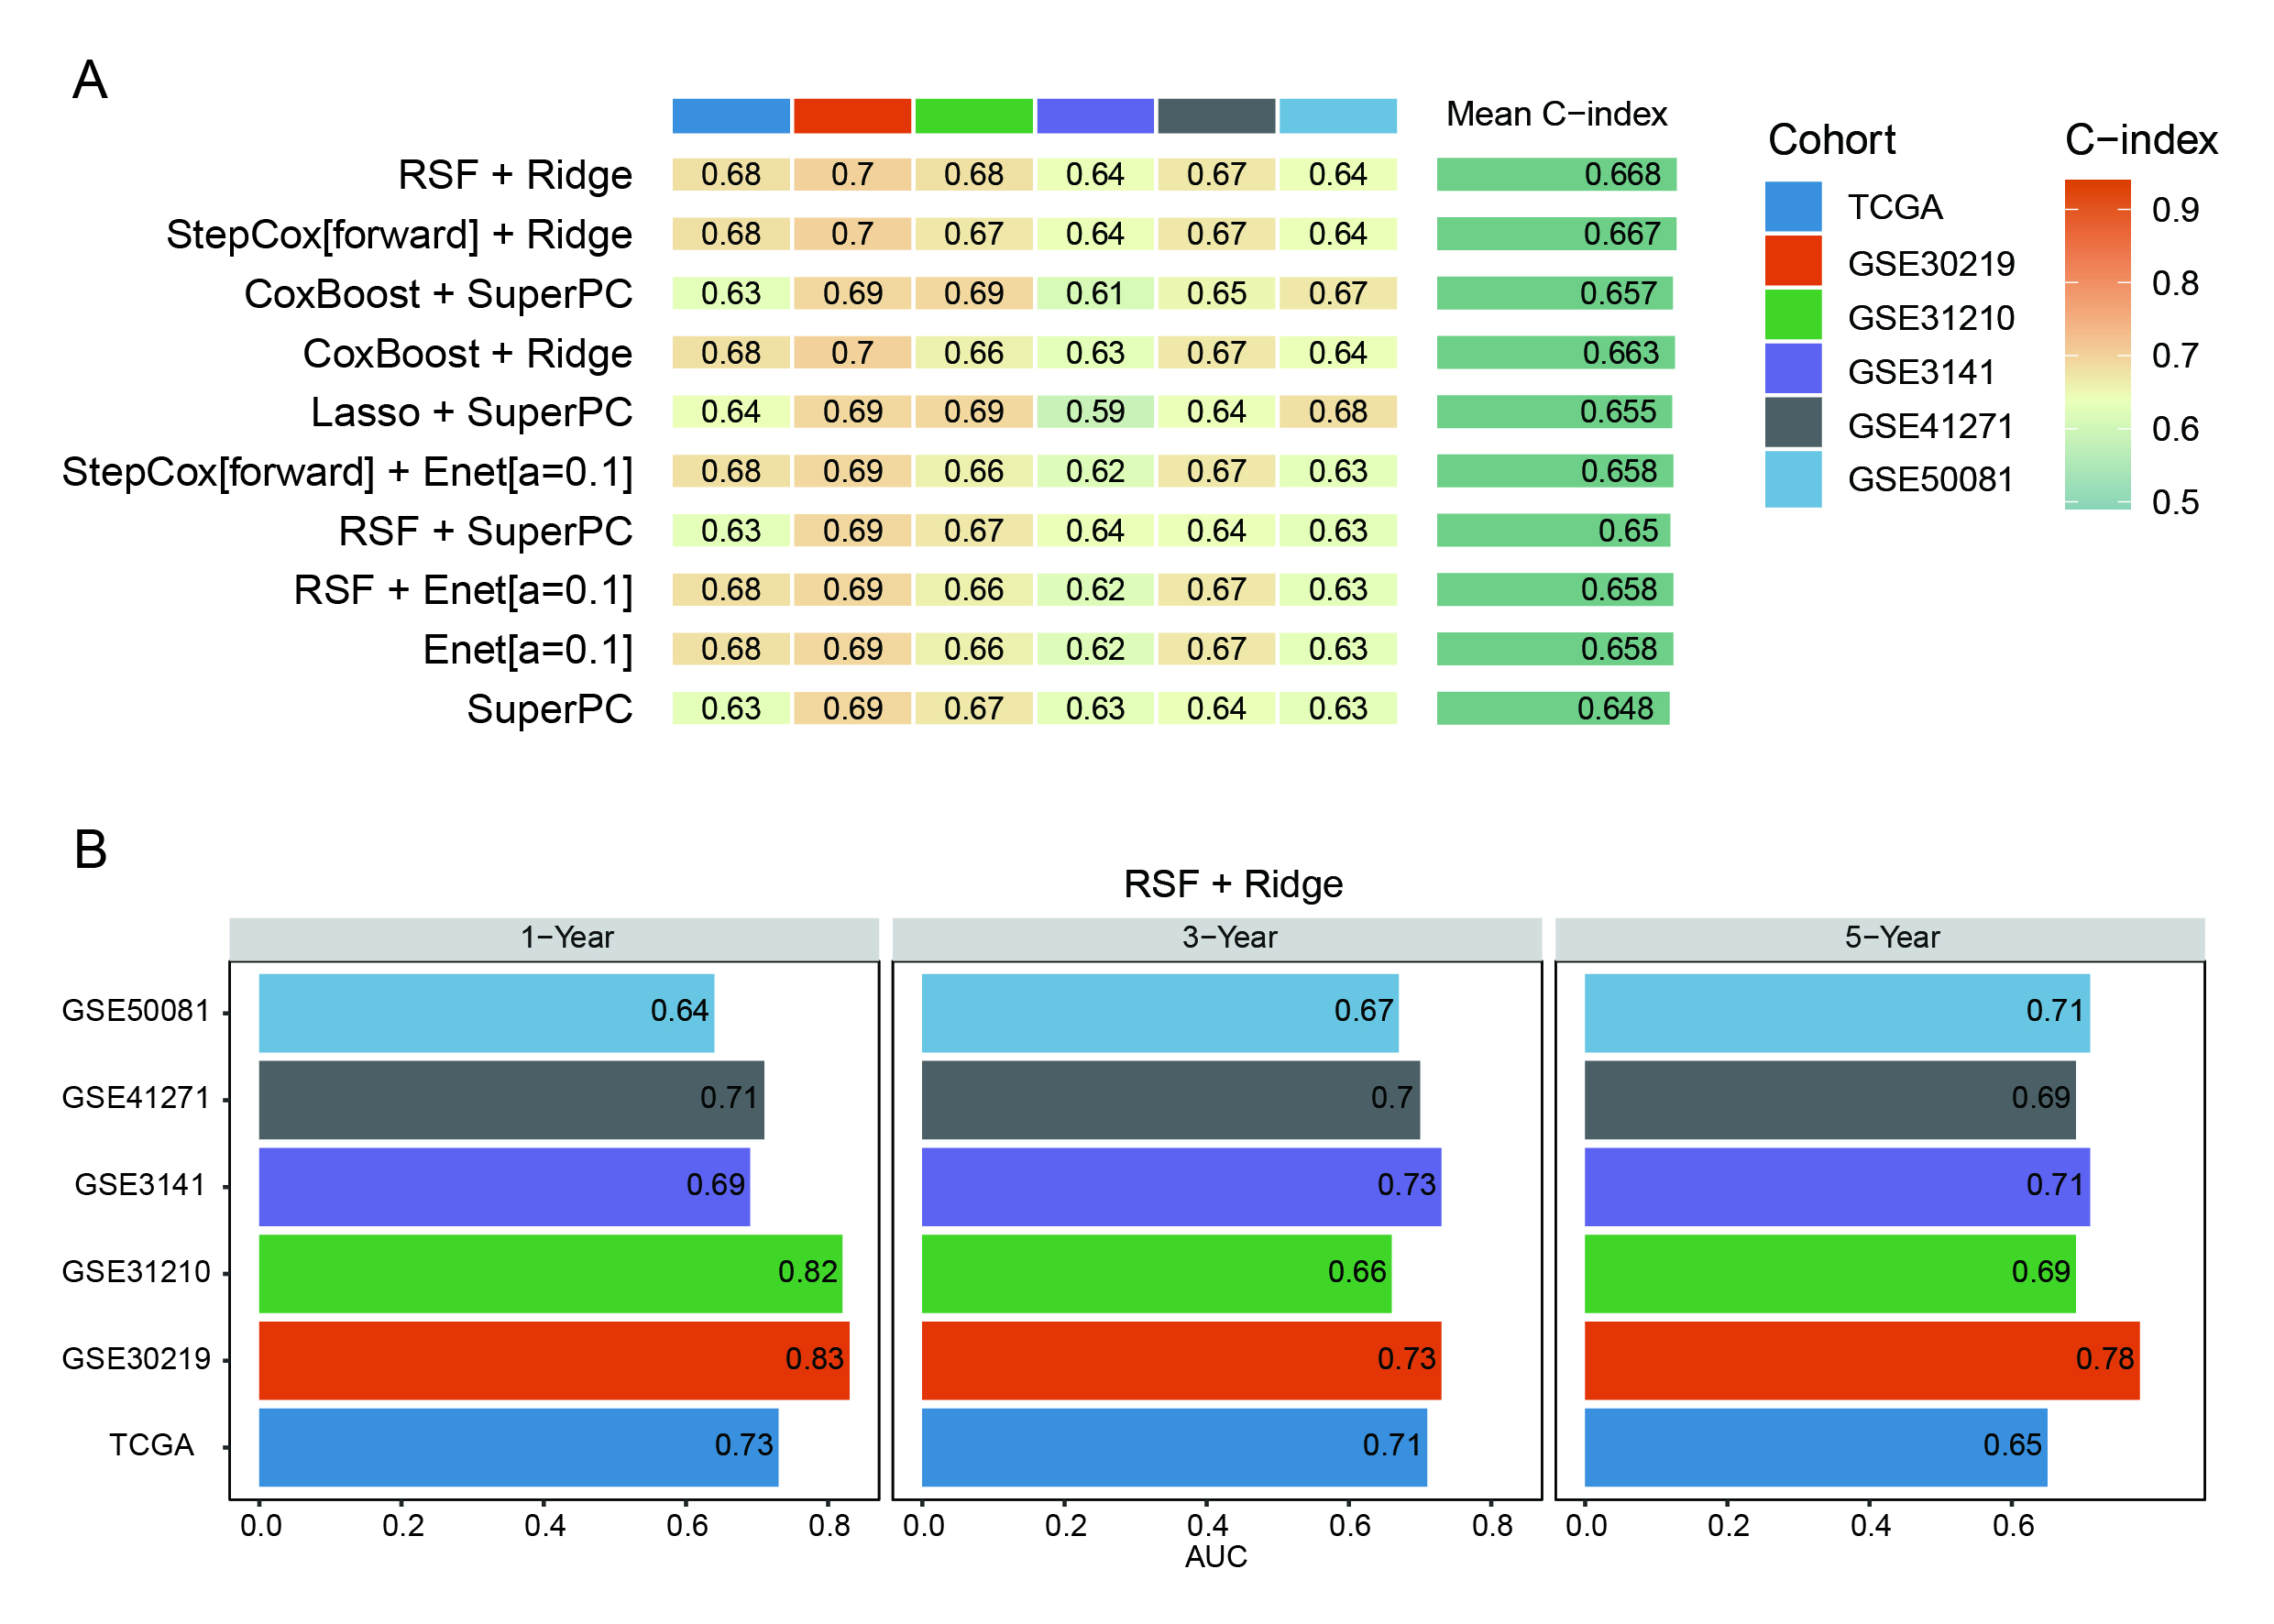 A
Mean C−index
RSF + Ridge 0.68 0.7 0.68 0.64 0.67 0.64 0.668
StepCox[forward] + Ridge 0.68 0.7 0.67 0.64 0.67 0.64 0.667
CoxBoost + SuperPC 0.63 0.69 0.69 0.61 0.65 0.67 0.657
CoxBoost + Ridge 0.68 0.7 0.66 0.63 0.67 0.64 0.663
Lasso + SuperPC 0.64 0.69 0.69 0.59 0.64 0.68 0.655
StepCox[forward] + Enet[a=0.1] 0.68 0.69 0.66 0.62 0.67 0.63 0.658
RSF + SuperPC 0.63 0.69 0.67 0.64 0.64 0.63 0.65
RSF + Enet[a=0.1] 0.68 0.69 0.66 0.62 0.67 0.63 0.658
Enet[a=0.1] 0.68 0.69 0.66 0.62 0.67 0.63 0.658
SuperPC 0.63 0.69 0.67 0.63 0.64 0.63 0.648
Cohort
TCGA
GSE30219
GSE31210
GSE3141
GSE41271
GSE50081
C−index
0.9
0.8
0.7
0.6
0.5
B
RSF + Ridge
1−Year 3−Year 5−Year
GSE50081 0.64 0.67 0.71
GSE41271 0.71 0.7 0.69
GSE3141 0.69 0.73 0.71
GSE31210 0.82 0.66 0.69
GSE30219 0.83 0.73 0.78
TCGA 0.73 0.71 0.65
0.0 0.2 0.4 0.6 0.8 0.0 0.2 0.4 0.6 0.8 0.0 0.2 0.4 0.6
AUC